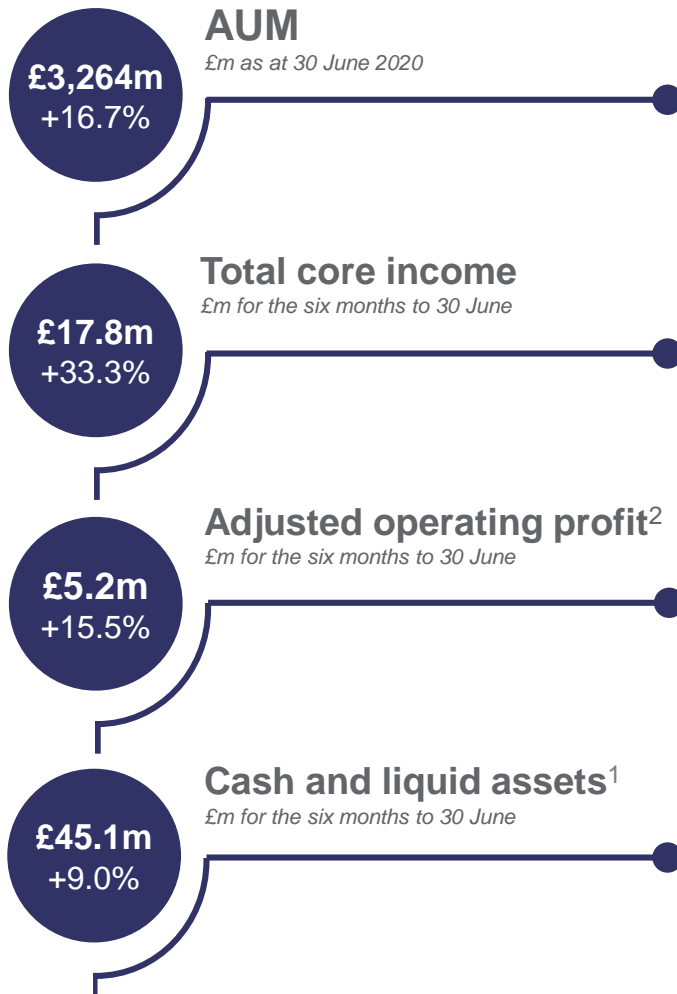 AUM
£m as at 30 June 2020
£3,264m
+16.7%
Total core income
£m for the six months to 30 June
£17.8m
+33.3%
Adjusted operating profit2
£m for the six months to 30 June
£5.2m
+15.5%
Cash and liquid assets1
£m for the six months to 30 June
£45.1m
+9.0%